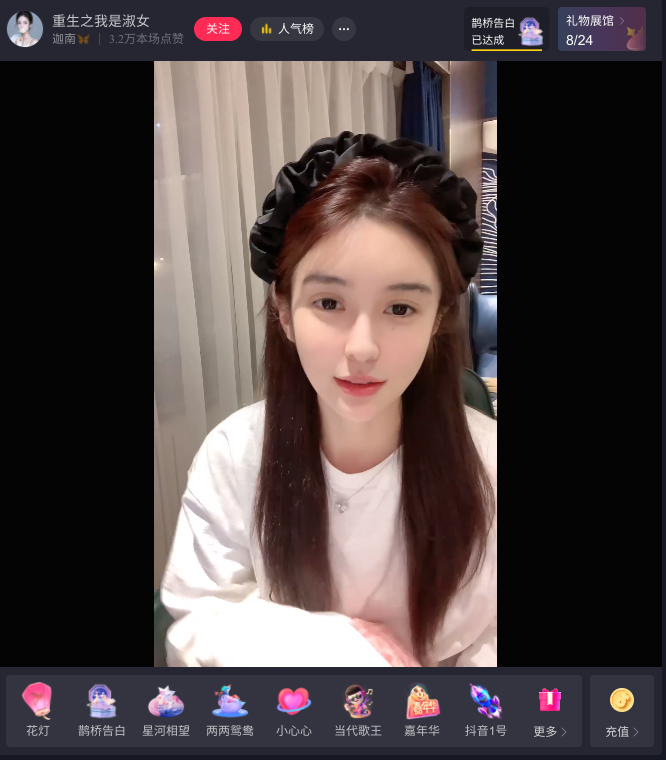 重生之我是淑女
迦南 3.2万本场点赞
关注
人气榜
鹊桥告白
已达成
礼物展馆
8/24
花灯
鹊桥告白
星河相望
两两鸳鸯
小心心
当代歌王
嘉年华
嘉年华
抖音1号
更多
充值